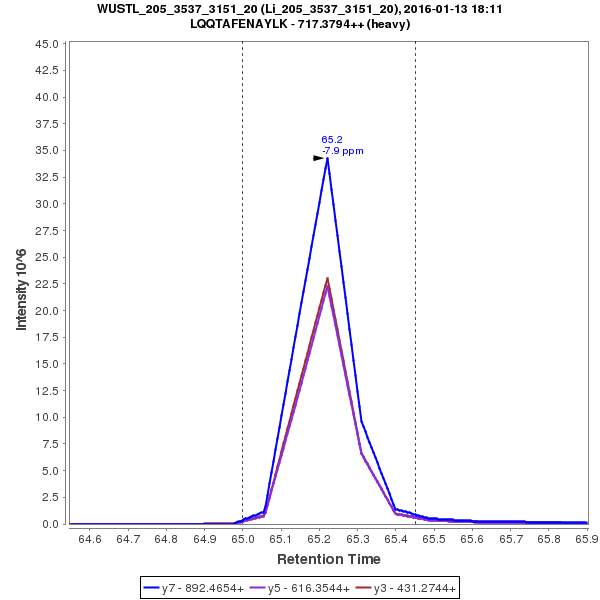 WUSTL_205_3537_3151_20 (Li_205_3537_3151_20), 2016-01-13 18:11
LQQTAFENAYLK - 717.3794++ (heavy)
45.0
42.5
40.0
37.5
35.0
32.5
30.0
27.5
25.0
22.5
20.0
17.5
15.0
12.5
10.0
7.5
5.0
2.5
0.0
Intensity 10^6
65.2
-7.9 ppm
64.6 64.7 64.8 64.9 65.0 65.1 65.2 65.3 65.4 65.5 65.6 65.7 65.8 65.9
Retention Time
y7 - 892.4654+ y5 - 616.3544+ y3 - 431.2744+